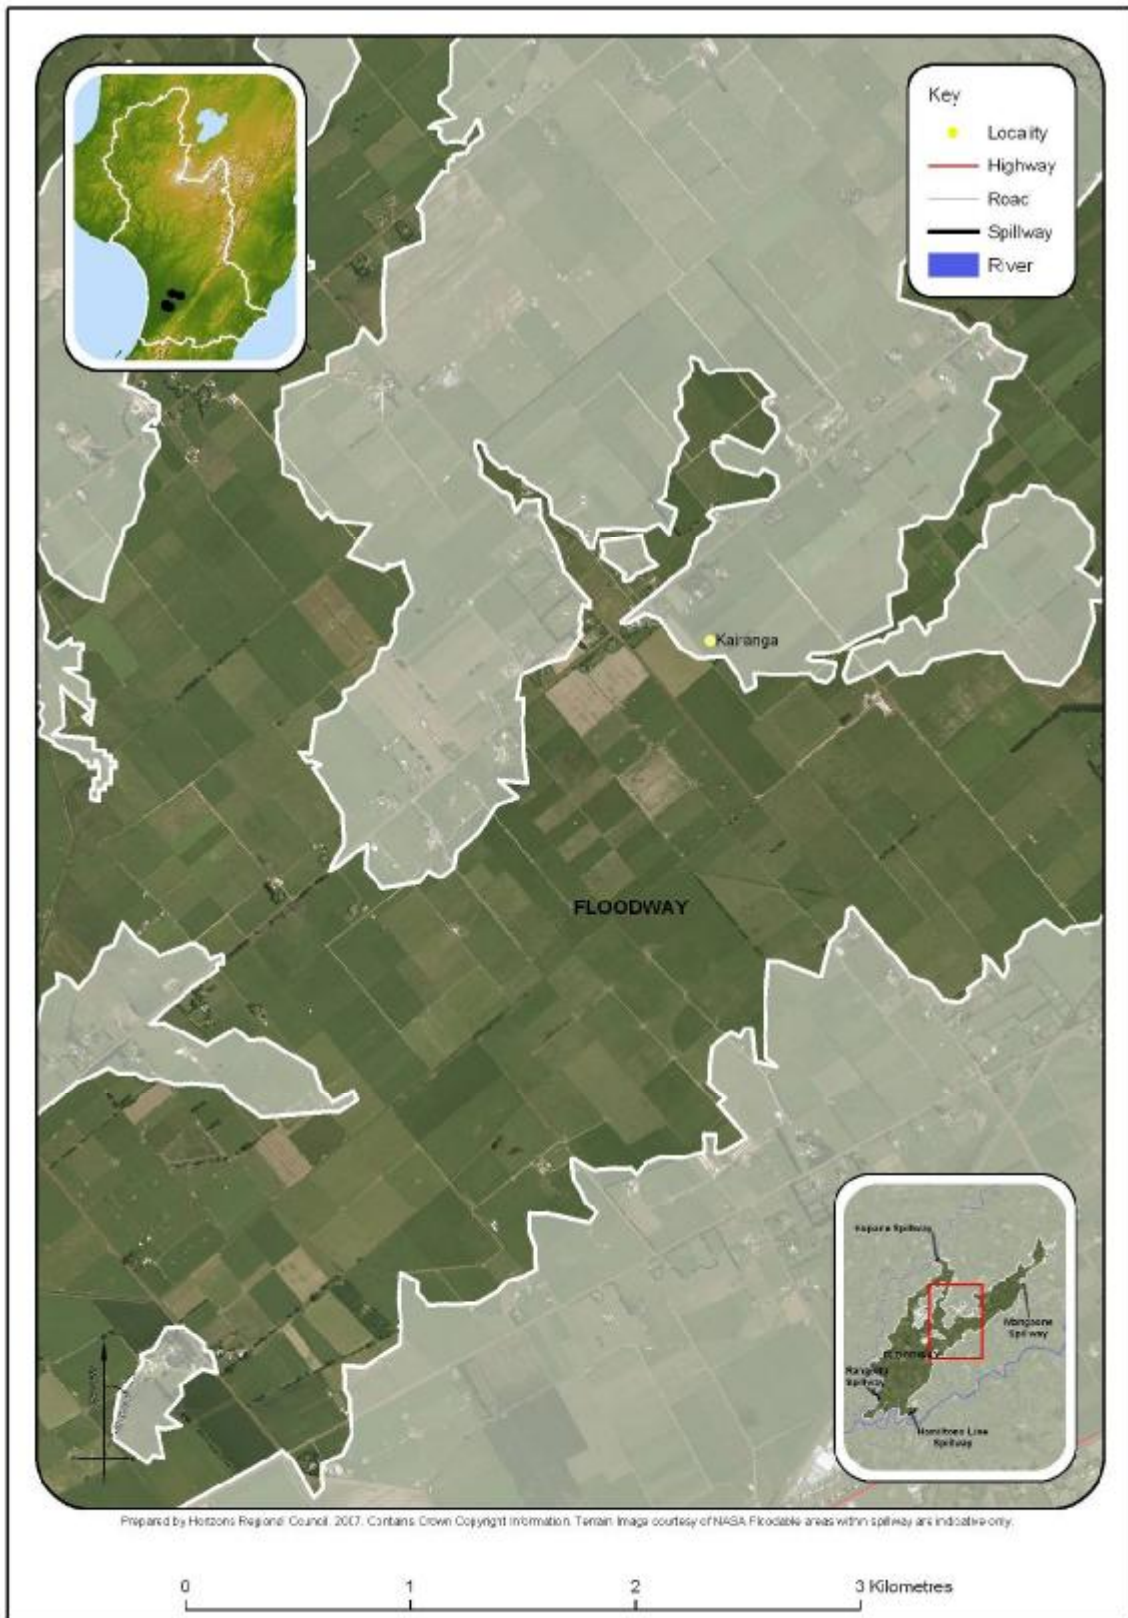 Key
Locality
Highway
Road
Spillway
River
Kairanga
FLOODWAY
Kopane Spillway
Mangaone
Spillway
Spillway
Hamiltons Line
Spillway
Prepared by Horizons Regional Council. 2007. Contains Crown Copyright Information. Terrain Image courtesy of NASA Floodable areas within spillway are indicative only.
0 1 2 3 Kilometres